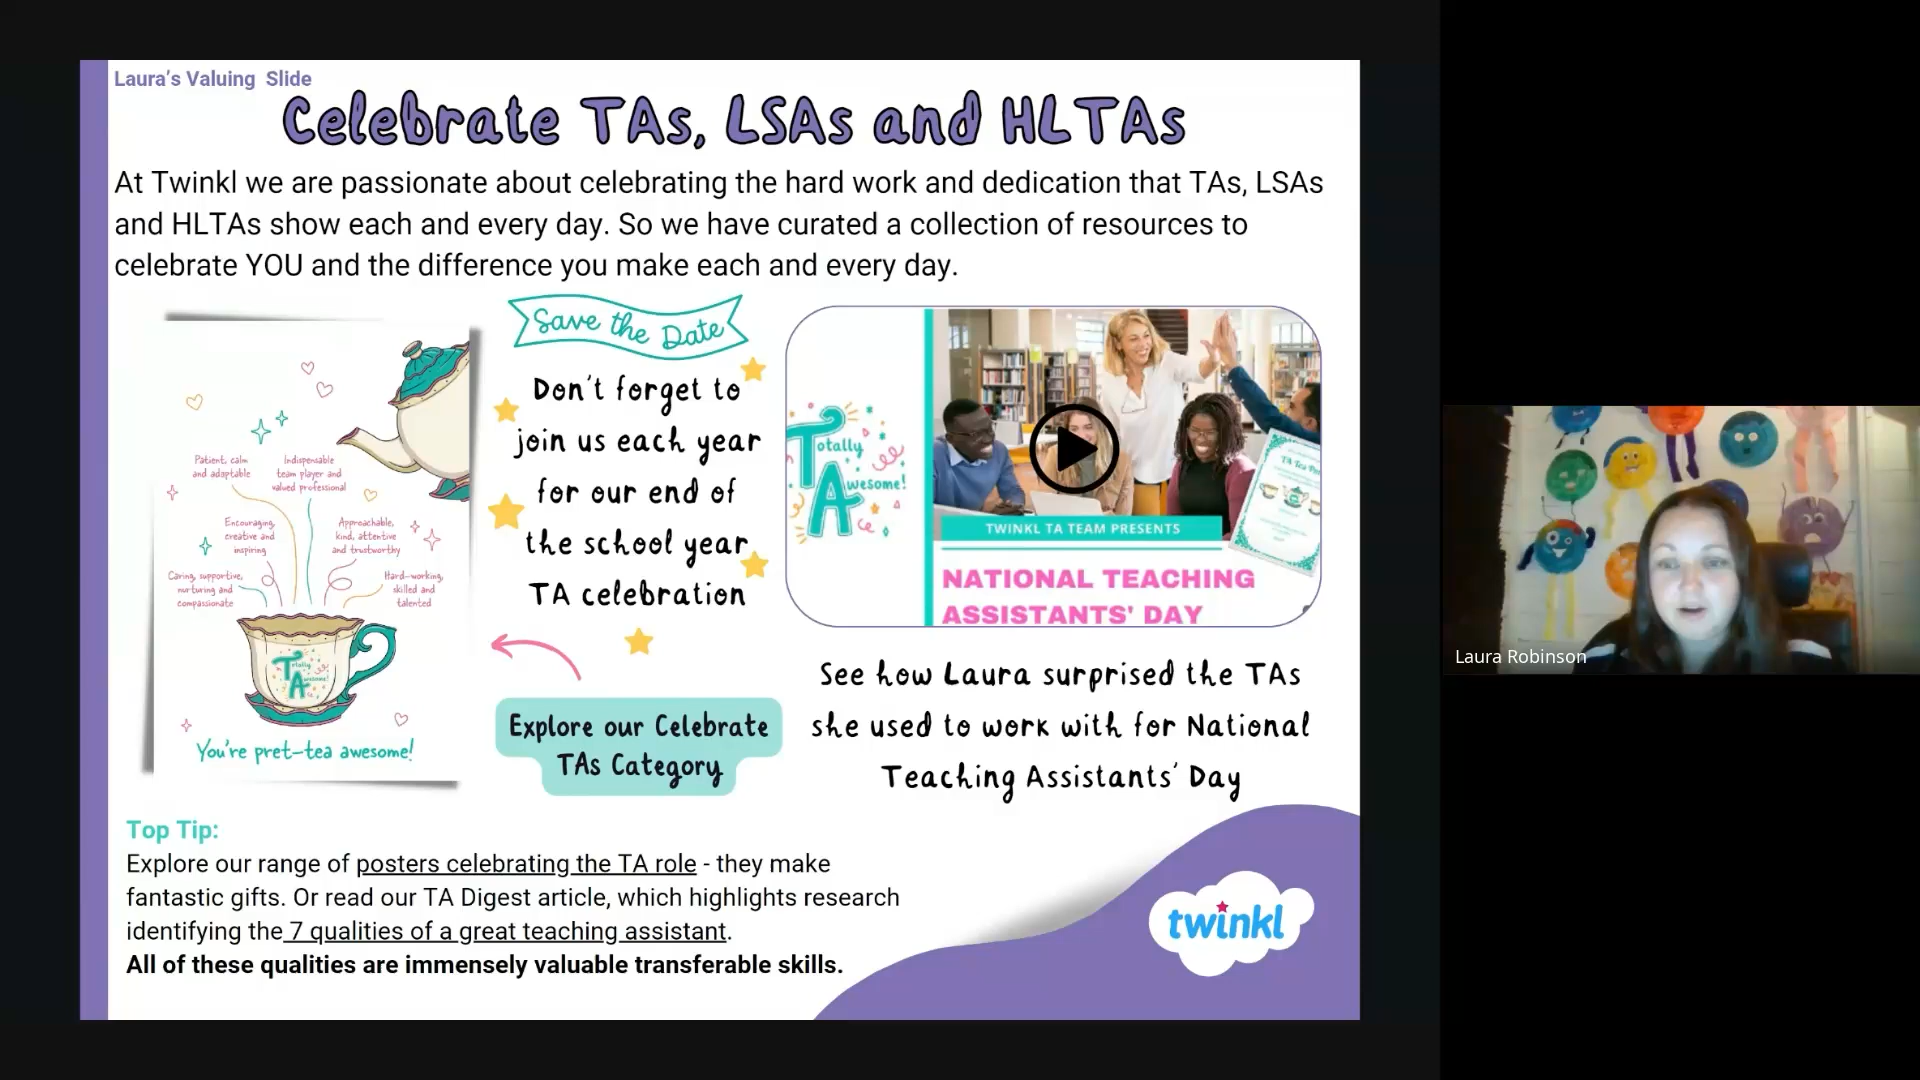 Laura's Valuing Slide
Celebrate TAs, LSAs and HLTAs
At Twinkl we are passionate about celebrating the hard work and dedication that TAs, LSAs
and HLTAs show each and every day. So we have curated a collection of resources to
celebrate YOU and the difference you make each and every day.
Patient, calm
and adaptable
Indispensable
team player and
valued professional
Encouraging,
creative and
inspiring
Approachable,
kind, attentive
and trustworthy
Caring, supportive,
nurturing and
compassionate
Hard-working,
skilled and
talented
Totally
TAwesome!
You're pret-tea awesome!
Save the Date
Don't forget to
join us each year
for our end of
the school year
TA celebration
Explore our Celebrate
TAs Category
Totally
Awesome!
TWINKL TA TEAM PRESENTS
NATIONAL TEACHING
ASSISTANTS' DAY
See how Laura surprised the TAs
she used to work with for National
Teaching Assistants' Day
Top Tip:
Explore our range of posters celebrating the TA role - they make
fantastic gifts. Or read our TA Digest article, which highlights research
identifying the 7 qualities of a great teaching assistant.
All of these qualities are immensely valuable transferable skills.
twinkl
Laura Robinson